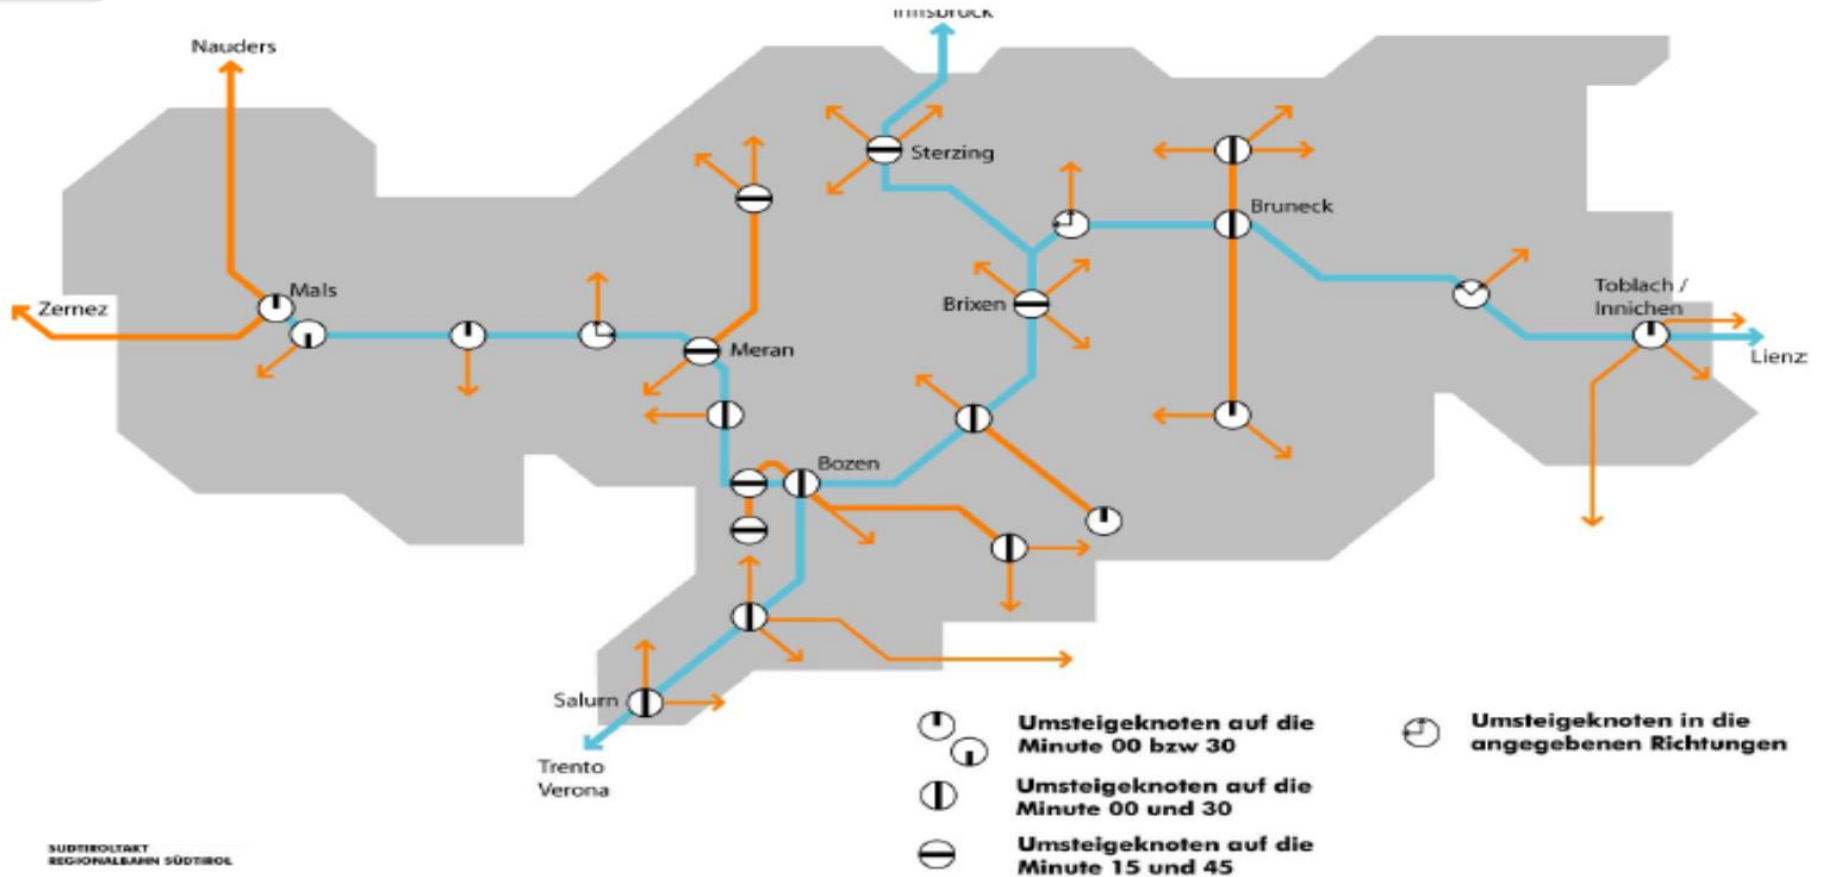 Innsbruck
Nauders
Sterzing
Bruneck
Mals
Zernez
Brixen
Toblach /
Innichen
Meran
Lienz
Bozen
Salurn
Trento
Verona
Umsteigeknoten auf die
Minute 00 bzw 30
Umsteigeknoten in die
angegebenen Richtungen
Umsteigeknoten auf die
Minute 00 und 30
Umsteigeknoten auf die
Minute 15 und 45
SÜDTIROLTAKT
REGIONALBAHN SÜDTIROL